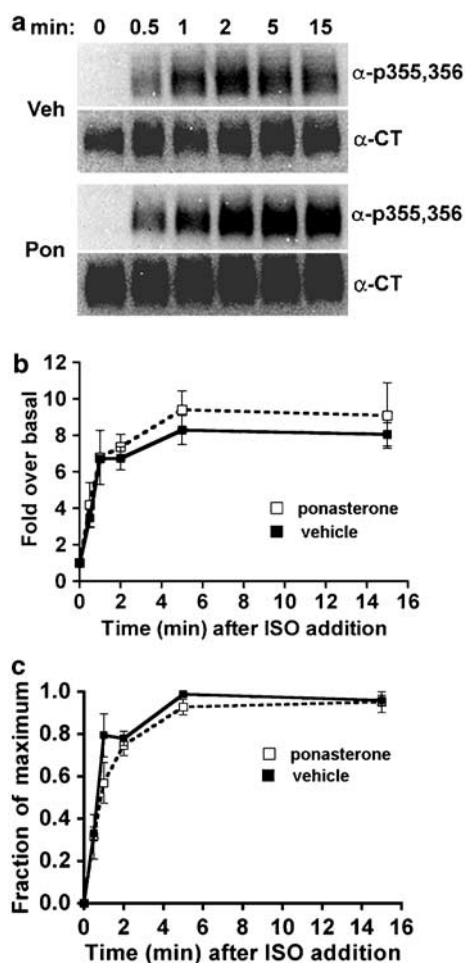 a min: 0 0.5 1 2 5 15
α-p355,356
Veh
α-CT
α-p355,356
Pon
α-CT
b
12
10
8
6
4
2
0
Fold over basal
ponasterone
vehicle
0 2 4 6 8 10 12 14 16
Time (min) after ISO addition
c
1.0
0.8
0.6
0.4
0.2
0.0
Fraction of maximum
ponasterone
vehicle
0 2 4 6 8 10 12 14 16
Time (min) after ISO addition